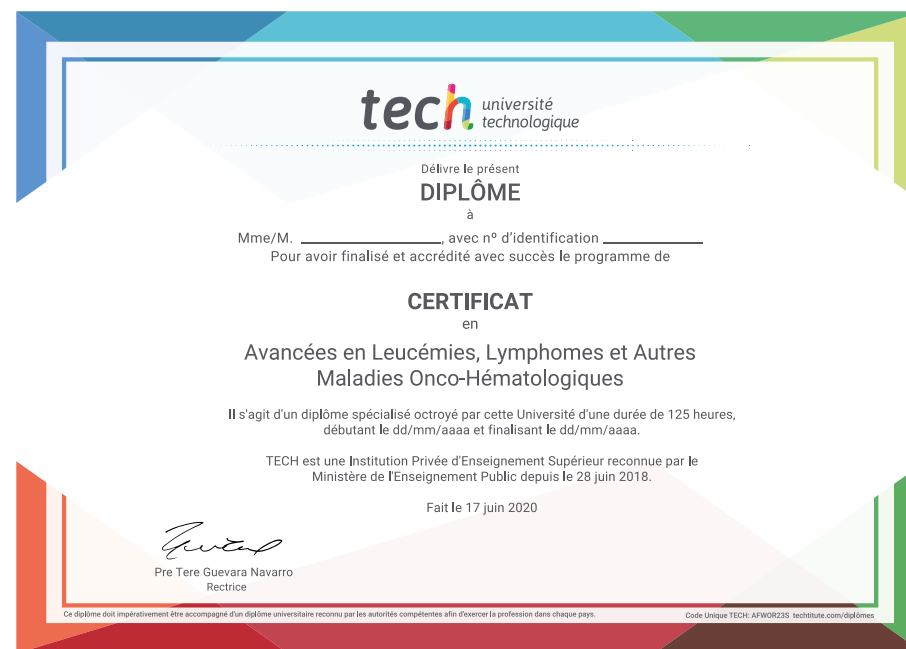 tech université
technologique
Délivre le présent
DIPLÔME
à
Mme/M. ____________________, avec nº d'identification ______________
Pour avoir finalisé et accrédité avec succès le programme de
CERTIFICAT
en
Avancées en Leucémies, Lymphomes et Autres
Maladies Onco-Hématologiques
Il s'agit d'un diplôme spécialisé octroyé par cette Université d'une durée de 125 heures,
débutant le dd/mm/aaaa et finalisant le dd/mm/aaaa.
TECH est une Institution Privée d'Enseignement Supérieur reconnue par le
Ministère de l'Enseignement Public depuis le 28 juin 2018.
Fait le 17 juin 2020
Pre Tere Guevara Navarro
Rectrice
Ce diplôme doit impérativement être accompagné d'un diplôme universitaire reconnu par les autorités compétentes afin d'exercer la profession dans chaque pays.
Code Unique TECH: AFWOR23S techtitute.com/diplômes